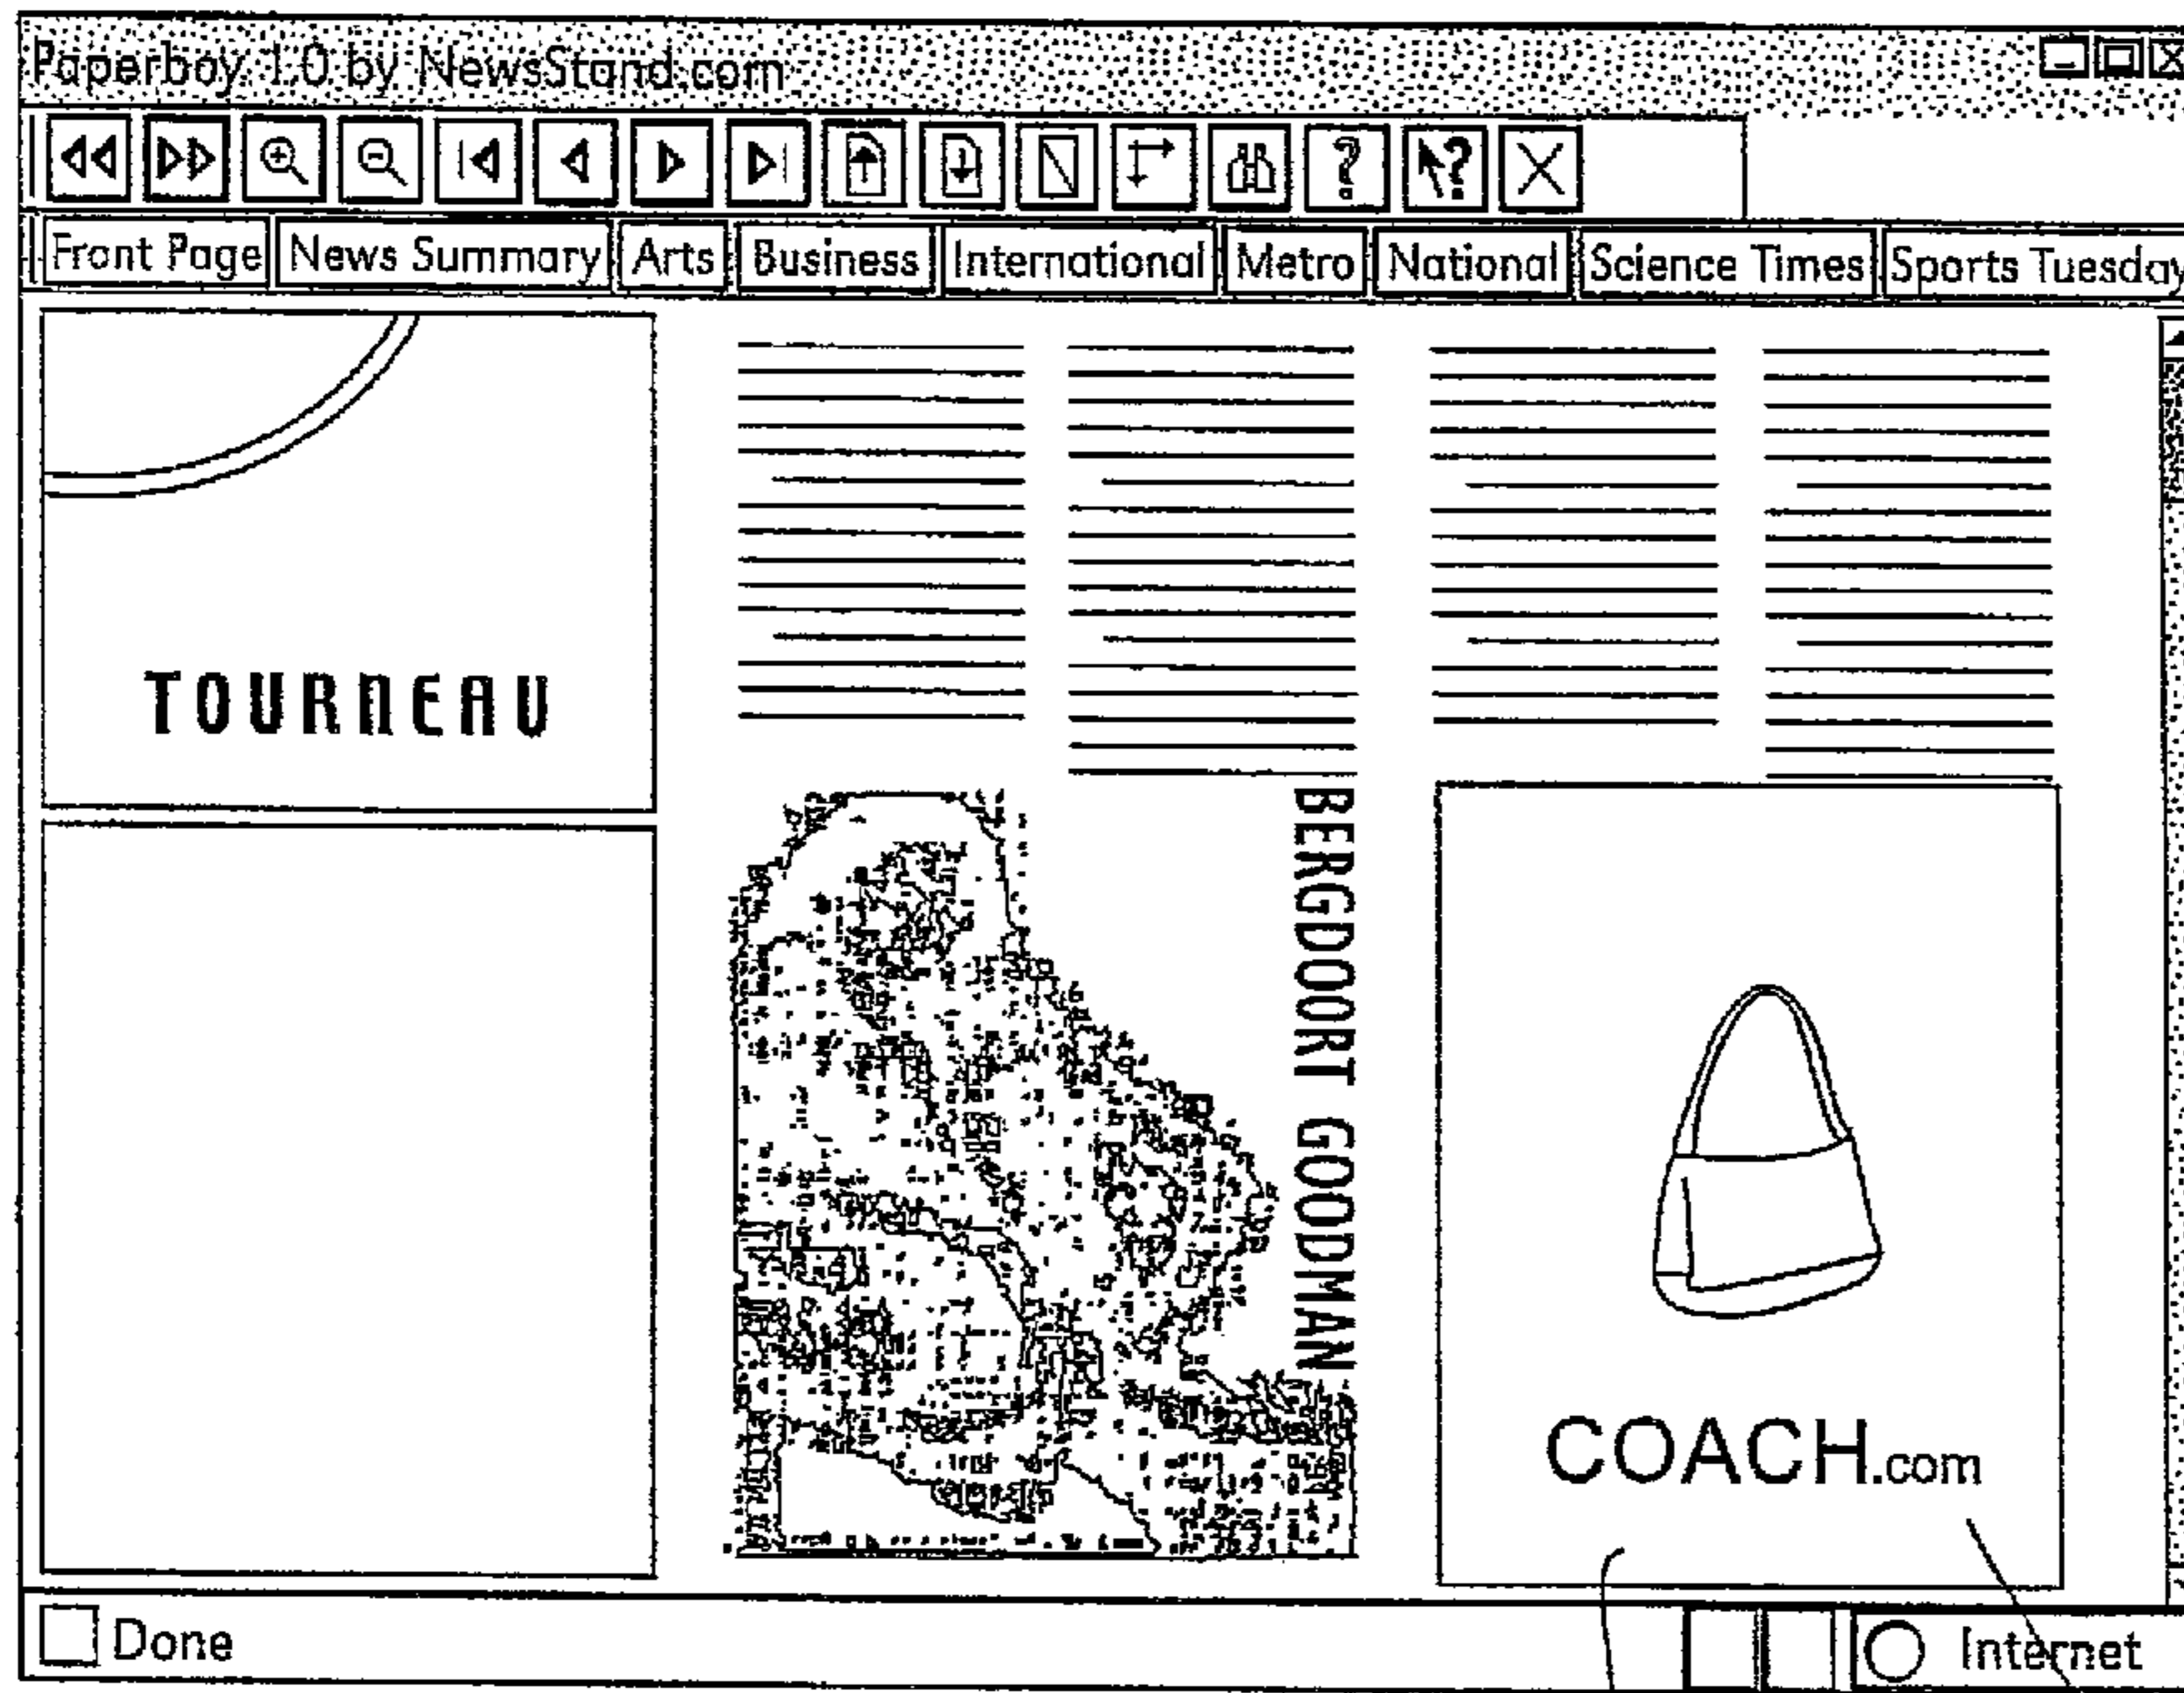 Paperboy 1.0 by NewsStand.com
Front Page News Summary Arts Business International Metro National Science Times Sports Tuesday
TOURNEAU
BERGDOORT GOODMAN
COACH.com
Done
Internet